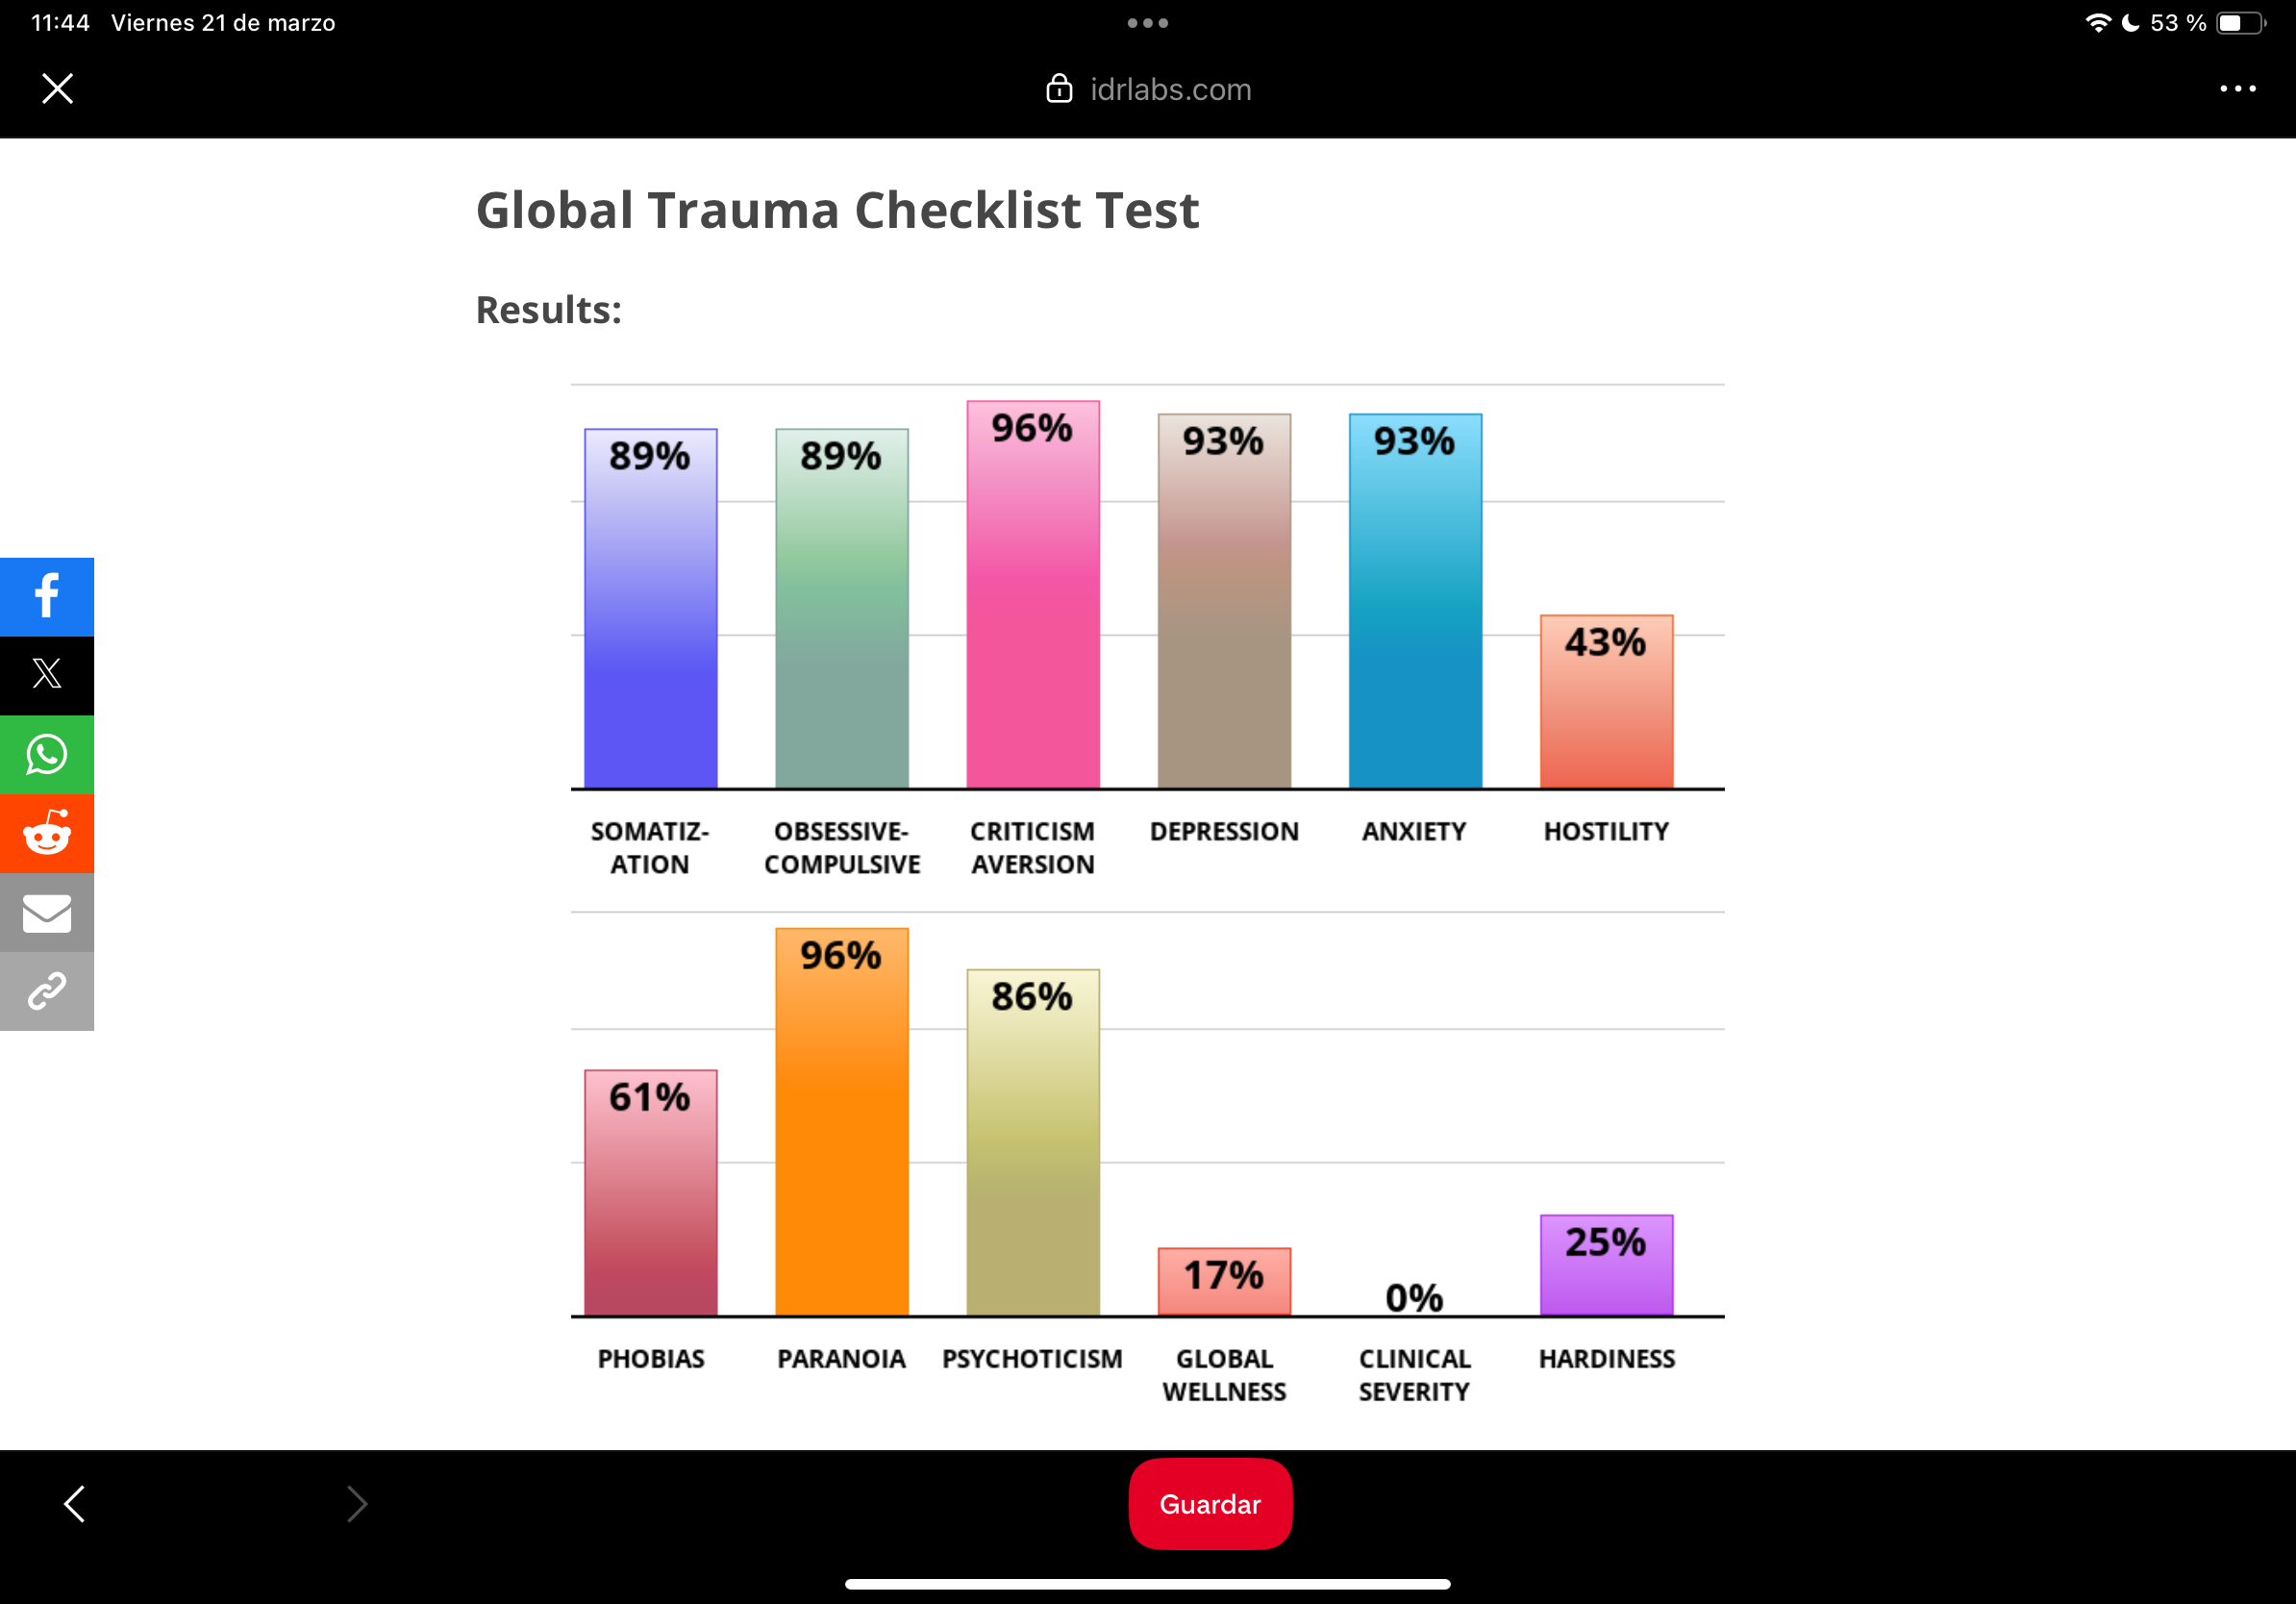 11:44 Viernes 21 de marzo
53 %
idrlabs.com
Global Trauma Checklist Test
Results:
89%
89%
96%
93%
93%
43%
SOMATIZ-
ATION
OBSESSIVE-
COMPULSIVE
CRITICISM
AVERSION
DEPRESSION
ANXIETY
HOSTILITY
61%
96%
86%
17%
0%
25%
PHOBIAS
PARANOIA
PSYCHOTICISM
GLOBAL
WELLNESS
CLINICAL
SEVERITY
HARDINESS
Guardar